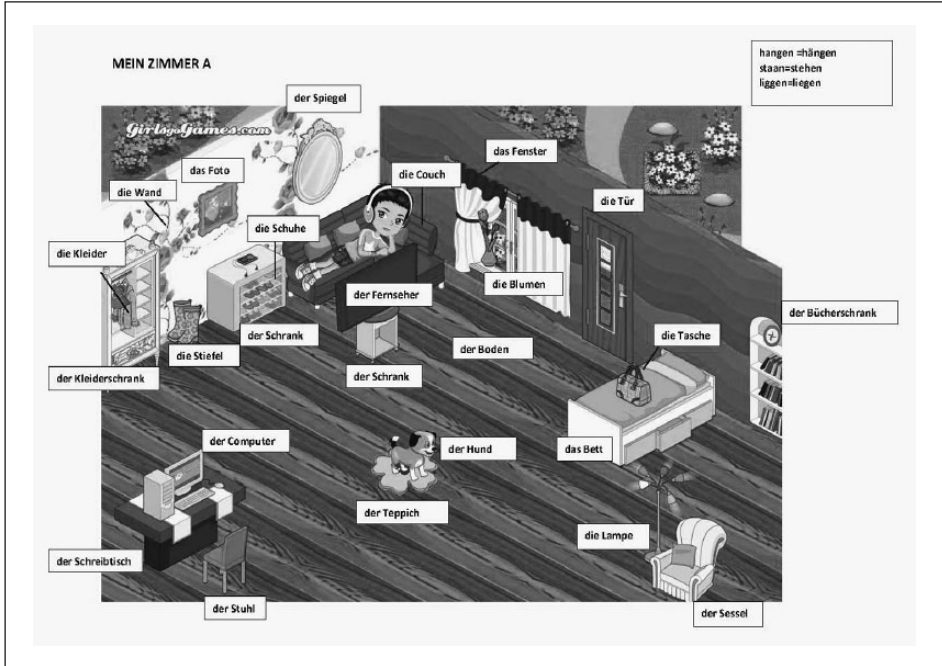 MEIN ZIMMER A
hangen =hängen
staan=stehen
liggen=liegen
der Spiegel
GirlsgoGames.com
das Fenster
das Foto
die Couch
die Wand
die Tür
die Schuhe
die Kleider
der Fernseher
die Blumen
der Bücherschrank
der Schrank
der Boden
die Tasche
die Stiefel
der Kleiderschrank
der Schrank
der Computer
der Hund
das Bett
der Teppich
die Lampe
der Schreibtisch
der Stuhl
der Sessel